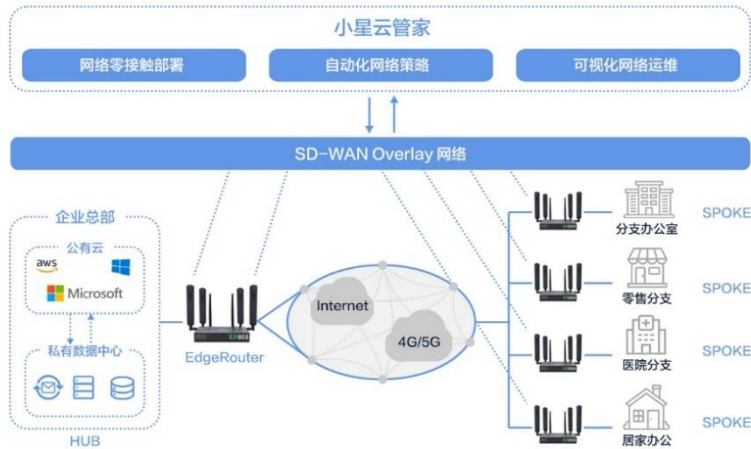 小星云管家
网络零接触部署
自动化网络策略
可视化网络运维
SD-WAN Overlay 网络
企业总部
公有云
aws
Microsoft
私有数据中心
HUB
EdgeRouter
Internet
4G/5G
分支办公室
SPOKE
零售分支
SPOKE
医院分支
SPOKE
居家办公
SPOKE